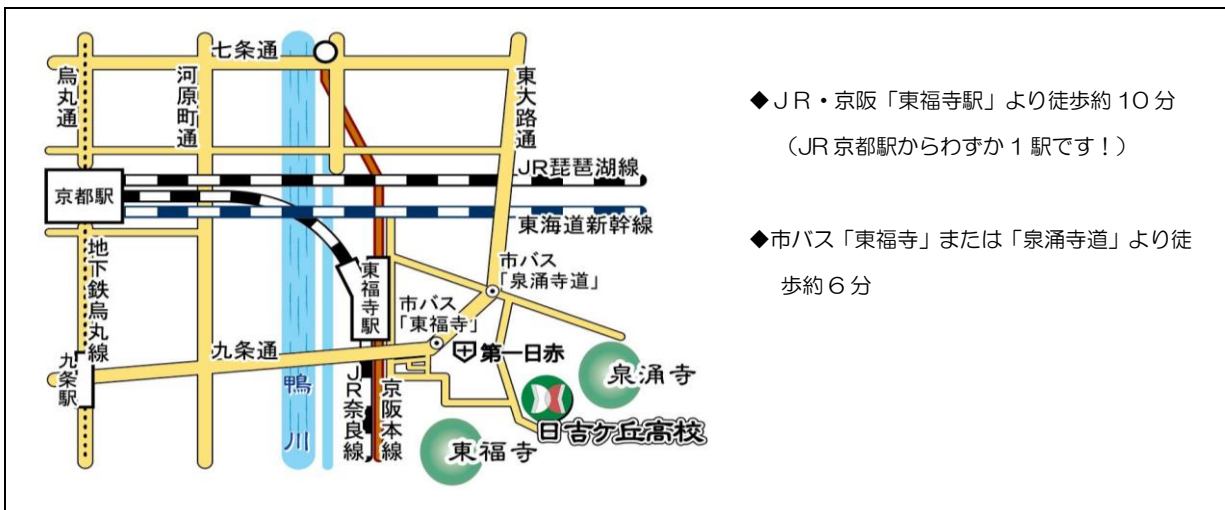 七条通
烏丸通
河原町通
東大路通
JR琵琶湖線
京都駅
東海道新幹線
地下鉄烏丸線
市バス
「泉涌寺道」
東福寺駅
市バス
「東福寺」
九条通
第一日赤
九条駅
泉涌寺
鴨川
JR奈良線
京阪本線
日吉ケ丘高校
東福寺
◆JR・京阪「東福寺駅」より徒歩約10分
（JR京都駅からわずか1駅です！）
◆市バス「東福寺」または「泉涌寺道」より徒
歩約6分